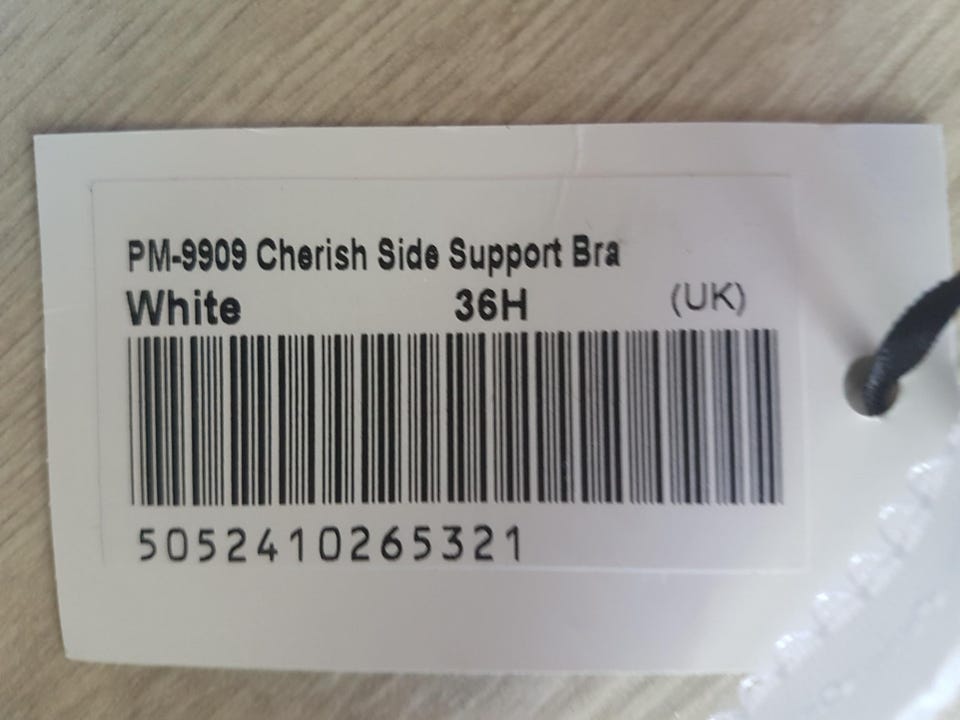 PM-9909 Cherish Side Support Bra
White 36H (UK)
5052410265321